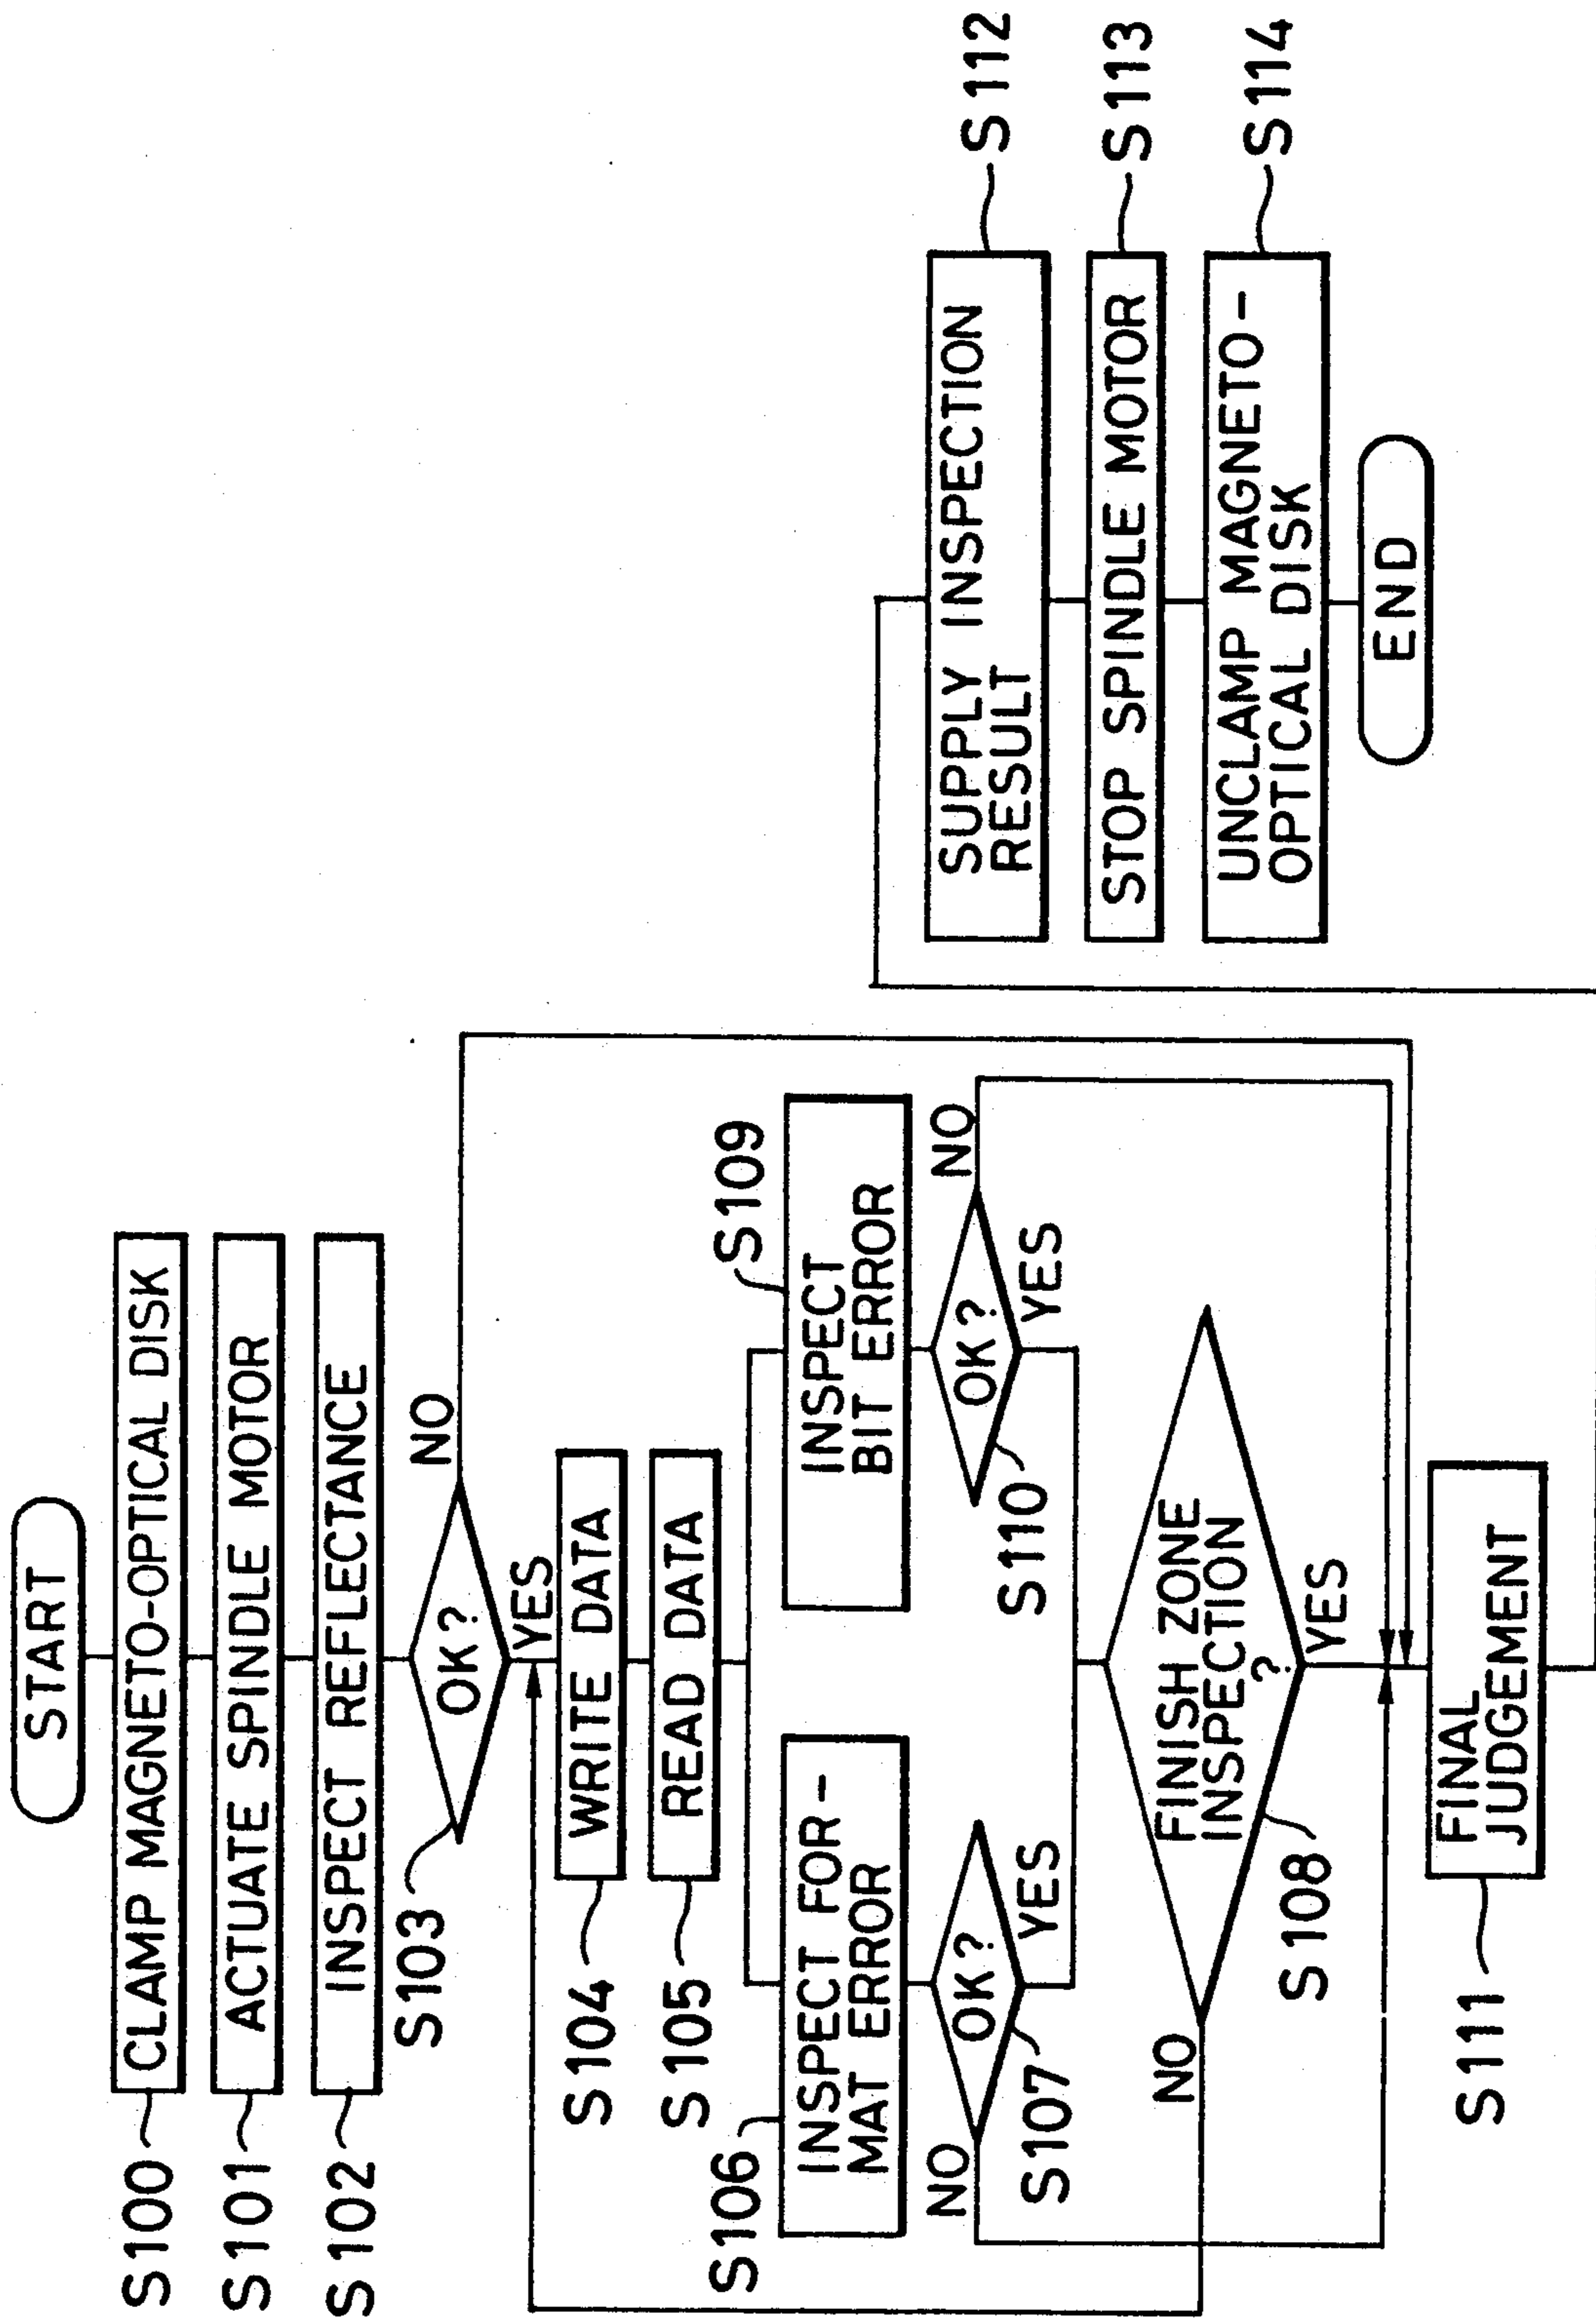 START
S100
CLAMP MAGNETO-OPTICAL DISK
S101
ACTUATE SPINDLE MOTOR
S102
INSPECT REFLECTANCE
S103
OK?
NO
YES
S104
WRITE DATA
S105
READ DATA
S106
INSPECT FOR-
MAT ERROR
S109
INSPECT
BIT ERROR
NO
OK?
S107
YES
OK?
NO
S110
YES
NO
FINISH ZONE
INSPECTION
?
S108
YES
S111
FINAL
JUDGEMENT
SUPPLY INSPECTION
RESULT
S112
STOP SPINDLE MOTOR
S113
UNCLAMP MAGNETO-
OPTICAL DISK
S114
END